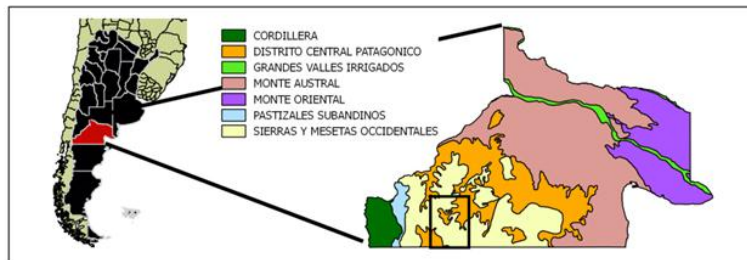 CORDILLERA
DISTRITO CENTRAL PATAGONICO
GRANDES VALLES IRRIGADOS
MONTE AUSTRAL
MONTE ORIENTAL
PASTIZALES SUBANDINOS
SIERRAS Y MESETAS OCCIDENTALES